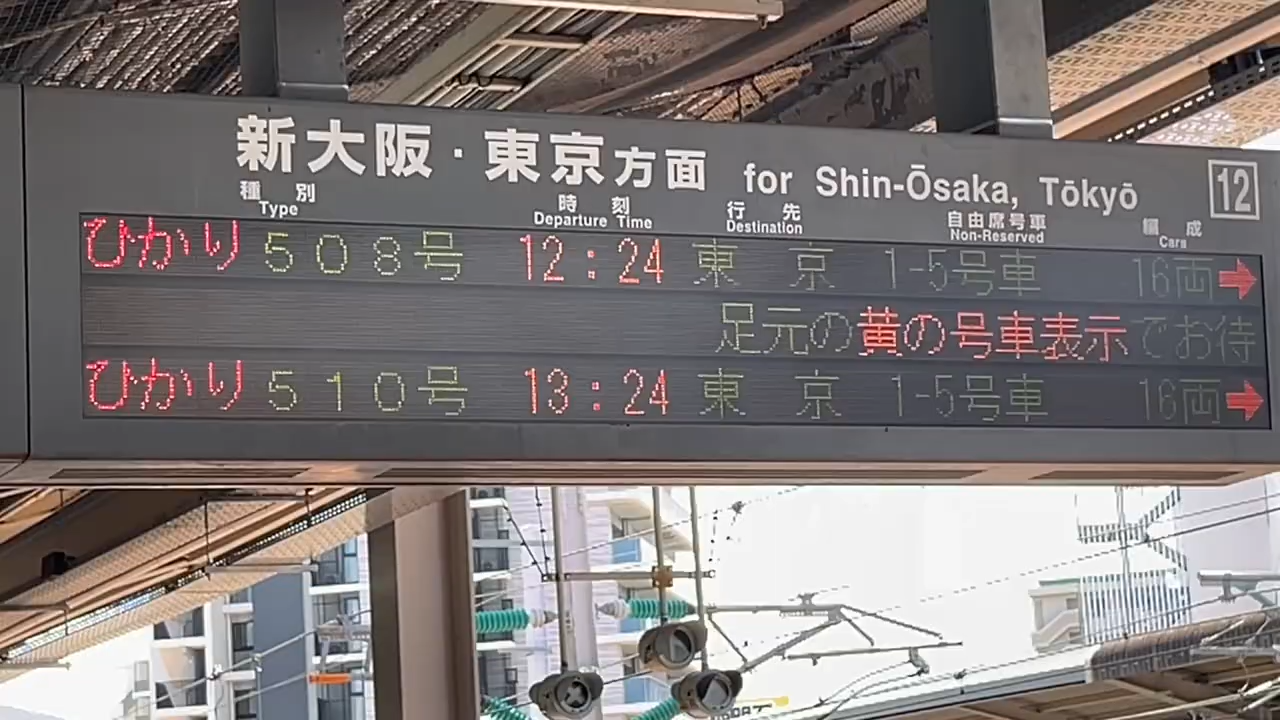 新大阪・東京方面 for Shin-Ōsaka, Tōkyō 12
種別 時刻 行先 自由席号車 編成
Type Departure Time Destination Non-Reserved Cars
ひかり 508号 12:24 東京 1-5号車 16両→
足元の黄の号車表示でお待
ひかり 510号 13:24 東京 1-5号車 16両→